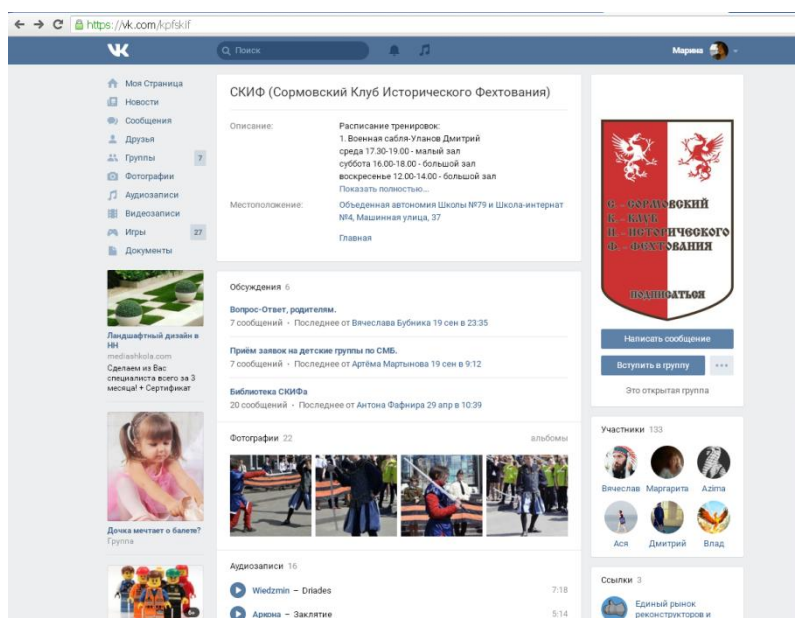 https://vk.com/kpfskif
Поиск
Марина
Моя Страница
Новости
Сообщения
Друзья
Группы 7
Фотографии
Аудиозаписи
Видеозаписи
Игры 27
Документы
Ландшафтный дизайн в
НН
mediashkola.com
Сделаем из Вас
специалиста всего за 3
месяца! + Сертификат
Дочка мечтает о балете?
Группа
6+
СКИФ (Сормовский Клуб Исторического Фехтования)
Описание:
Расписание тренировок:
1. Военная сабля-Уланов Дмитрий
среда 17.30-19.00 - малый зал
суббота 16.00-18.00 - большой зал
воскресенье 12.00-14.00 - большой зал
Показать полностью...
Местоположение:
Объеденная автономия Школы №79 и Школа-интернат
№4, Машинная улица, 37
Главная
Обсуждения 6
Вопрос-Ответ, родителям.
7 сообщений · Последнее от Вячеслава Бубника 19 сен в 23:35
Приём заявок на детские группы по СМБ.
7 сообщений · Последнее от Артёма Мартынова 19 сен в 9:12
Библиотека СКИФа
20 сообщений · Последнее от Антона Фафнира 29 апр в 10:39
Фотографии 22
альбомы
Аудиозаписи 16
Wiedzmin – Driades 7:18
Аркона – Заклятие 5:14
С. - СОРМОВСКИЙ
К. - КЛУБ
И. - ИСТОРИЧЕСКОГО
Ф. - ФЕХТОВАНИЯ
ПОДПИСАТЬСЯ
Написать сообщение
Вступить в группу
Это открытая группа
Участники 133
Вячеслав Маргарита Azima
Ася Дмитрий Влад
Ссылки 3
Единый рынок
реконструкторов и